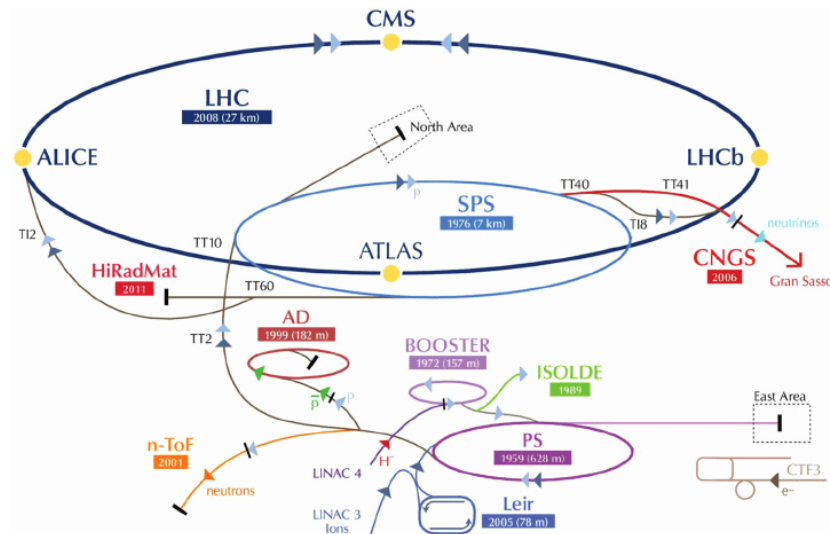 CMS
LHC
2008 (27 km)
North Area
ALICE
LHCb
TT40
TT41
SPS
1976 (7 km)
p
TI8
neutrinos
TI2
TT10
ATLAS
CNGS
2006
Gran Sasso
HiRadMat
2011
TT60
AD
1999 (182 m)
TT2
BOOSTER
1972 (157 m)
ISOLDE
1989
p̅
p
East Area
n-ToF
2001
PS
1959 (628 m)
H⁻
LINAC 4
neutrons
CTF3
e–
LINAC 3
Ions
Leir
2005 (78 m)